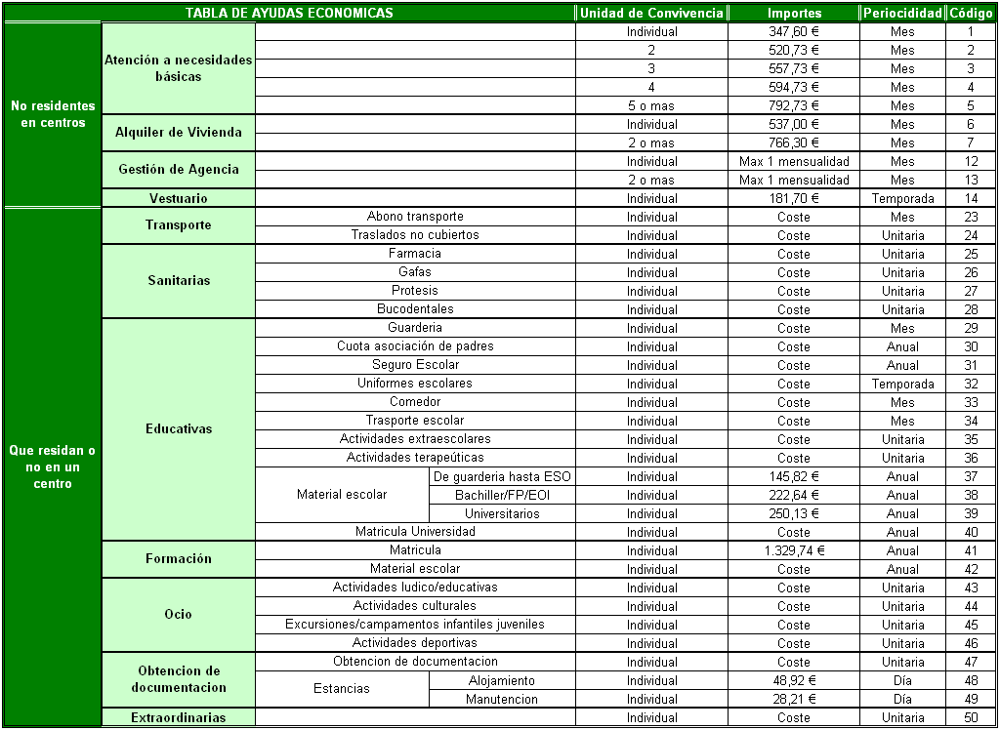 TABLA DE AYUDAS ECONOMICAS Unidad de Convivencia Importes Periocididad Código
No residentes en centros
Atención a necesidades básicas
Individual 347,60 € Mes 1
2 520,73 € Mes 2
3 557,73 € Mes 3
4 594,73 € Mes 4
5 o mas 792,73 € Mes 5
Alquiler de Vivienda
Individual 537,00 € Mes 6
2 o mas 766,30 € Mes 7
Gestión de Agencia
Individual Max 1 mensualidad Mes 12
2 o mas Max 1 mensualidad Mes 13
Vestuario Individual 181,70 € Temporada 14
Que residan o no en un centro
Transporte
Abono transporte Individual Coste Mes 23
Traslados no cubiertos Individual Coste Unitaria 24
Sanitarias
Farmacia Individual Coste Unitaria 25
Gafas Individual Coste Unitaria 26
Protesis Individual Coste Unitaria 27
Bucodentales Individual Coste Unitaria 28
Educativas
Guarderia Individual Coste Mes 29
Cuota asociación de padres Individual Coste Anual 30
Seguro Escolar Individual Coste Anual 31
Uniformes escolares Individual Coste Temporada 32
Comedor Individual Coste Mes 33
Trasporte escolar Individual Coste Mes 34
Actividades extraescolares Individual Coste Unitaria 35
Actividades terapeúticas Individual Coste Unitaria 36
Material escolar
De guarderia hasta ESO Individual 145,82 € Anual 37
Bachiller/FP/EOI Individual 222,64 € Anual 38
Universitarios Individual 250,13 € Anual 39
Matricula Universidad Individual Coste Anual 40
Formación
Matricula Individual 1.329,74 € Anual 41
Material escolar Individual Coste Anual 42
Ocio
Actividades ludico/educativas Individual Coste Unitaria 43
Actividades culturales Individual Coste Unitaria 44
Excursiones/campamentos infantiles juveniles Individual Coste Unitaria 45
Actividades deportivas Individual Coste Unitaria 46
Obtencion de documentacion
Obtencion de documentacion Individual Coste Unitaria 47
Estancias
Alojamiento Individual 48,92 € Día 48
Manutencion Individual 28,21 € Día 49
Extraordinarias Individual Coste Unitaria 50